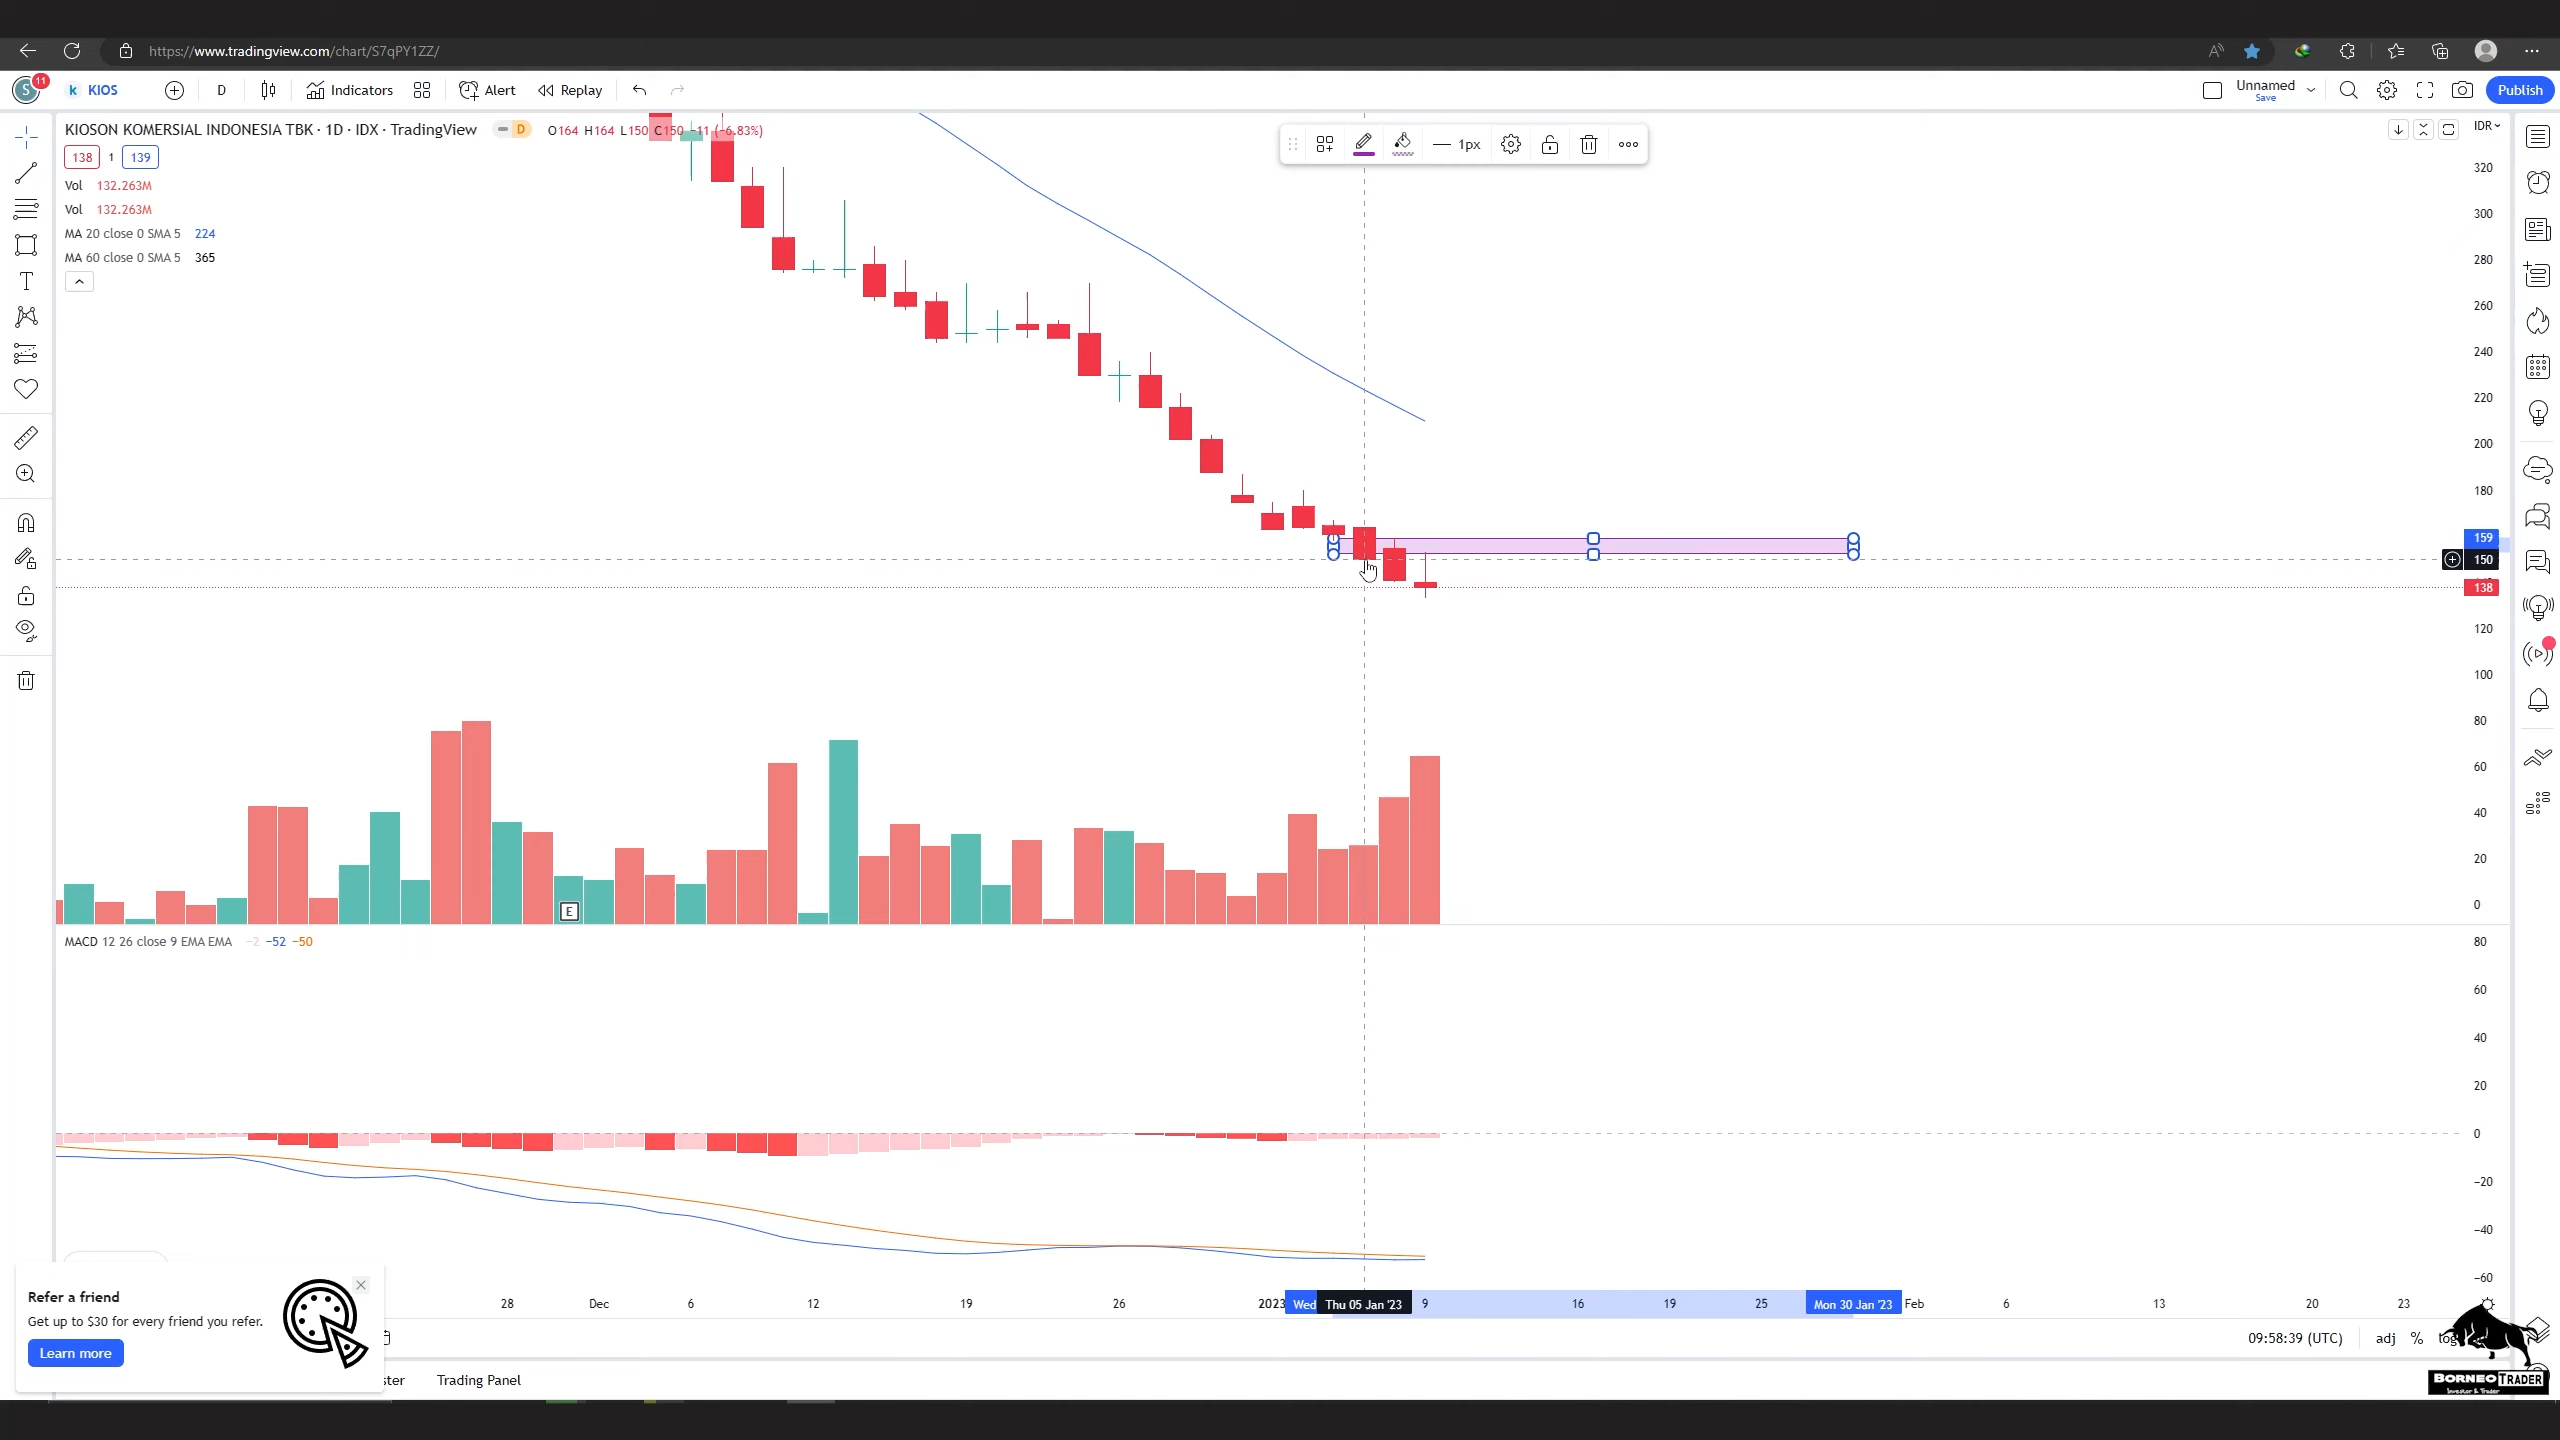 https://www.tradingview.com/chart/S7qPY1ZZ/
S 11 k KIOS D Indicators Alert Replay Unnamed Save Publish
KIOSON KOMERSIAL INDONESIA TBK · 1D · IDX · TradingView D O164 H164 L150 C150 −11 (−6.83%)
1px
IDR
138 1 139
Vol 132.263M
Vol 132.263M
MA 20 close 0 SMA 5 224
MA 60 close 0 SMA 5 365
320
300
280
260
240
220
200
180
159
150
138
120
100
80
60
40
20
0
E
MACD 12 26 close 9 EMA EMA −2 −52 −50
80
60
40
20
0
−20
−40
−60
28 Dec 6 12 19 26 2023 Wed Thu 05 Jan '23 9 16 19 25 Mon 30 Jan '23 Feb 6 13 20 23
Refer a friend
Get up to $30 for every friend you refer.
Learn more
09:58:39 (UTC) adj %
ster Trading Panel
BORNEO TRADER
Investor & Trader